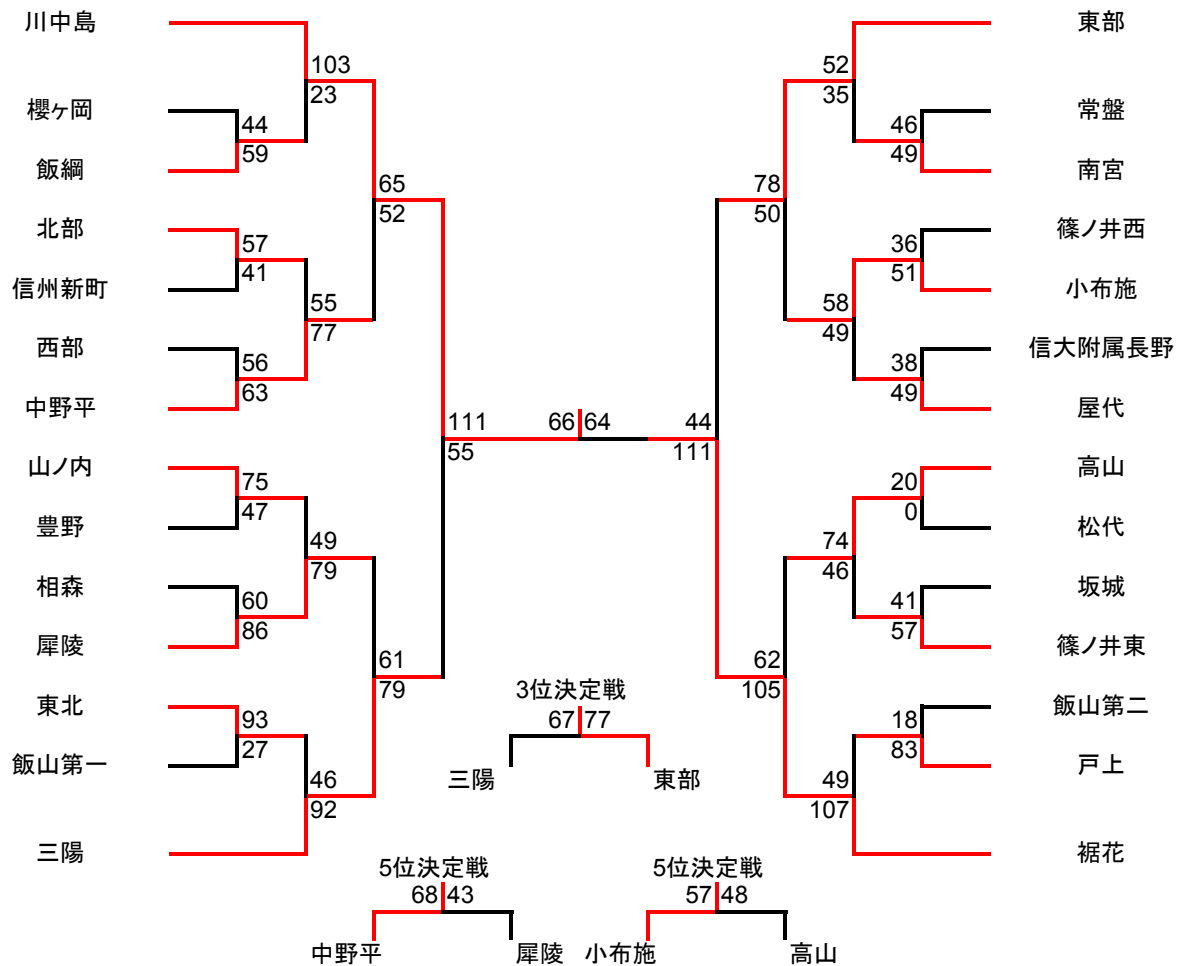 川中島
東部
103
52
23
35
櫻ヶ岡
常盤
44
46
59
49
飯綱
南宮
65
78
52
50
北部
篠ノ井西
57
36
41
51
信州新町
小布施
55
58
77
49
西部
信大附属長野
56
38
63
49
中野平
屋代
111
66 64
44
55
111
山ノ内
高山
75
20
47
0
豊野
松代
49
74
79
46
相森
坂城
60
41
86
57
犀陵
篠ノ井東
61
62
79
105
3位決定戦
67 77
三陽
東部
東北
飯山第二
93
18
27
83
飯山第一
戸上
46
49
92
107
三陽
裾花
5位決定戦
5位決定戦
68 43
57 48
中野平
犀陵
小布施
高山